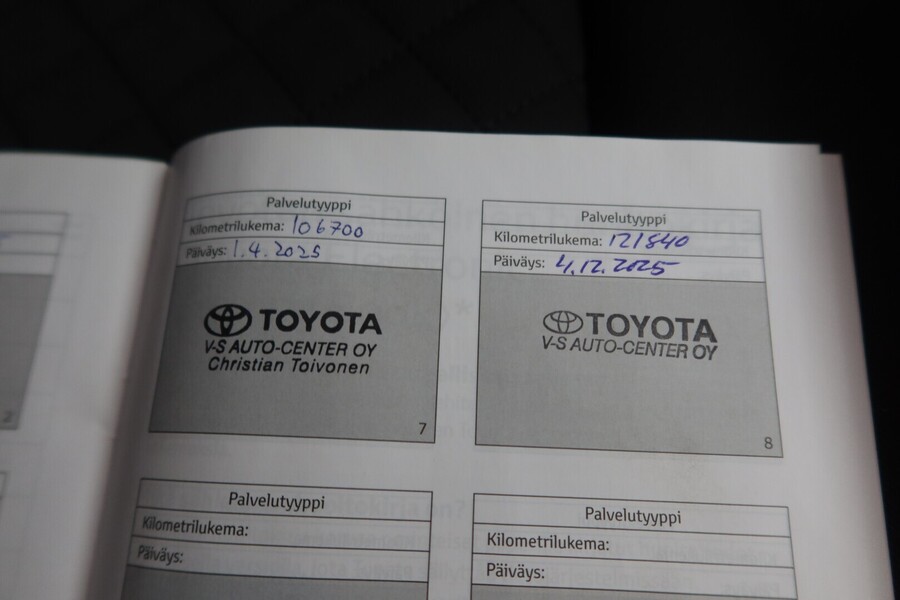 Palvelutyyppi
Kilometrilukema: 106700
Päiväys: 1.4.2025
TOYOTA
V-S AUTO-CENTER OY
Christian Toivonen
7
Palvelutyyppi
Kilometrilukema: 121840
Päiväys: 4.12.2025
TOYOTA
V-S AUTO-CENTER OY
8
Palvelutyyppi
Kilometrilukema:
Päiväys:
Palvelutyyppi
Kilometrilukema:
Päiväys:
2